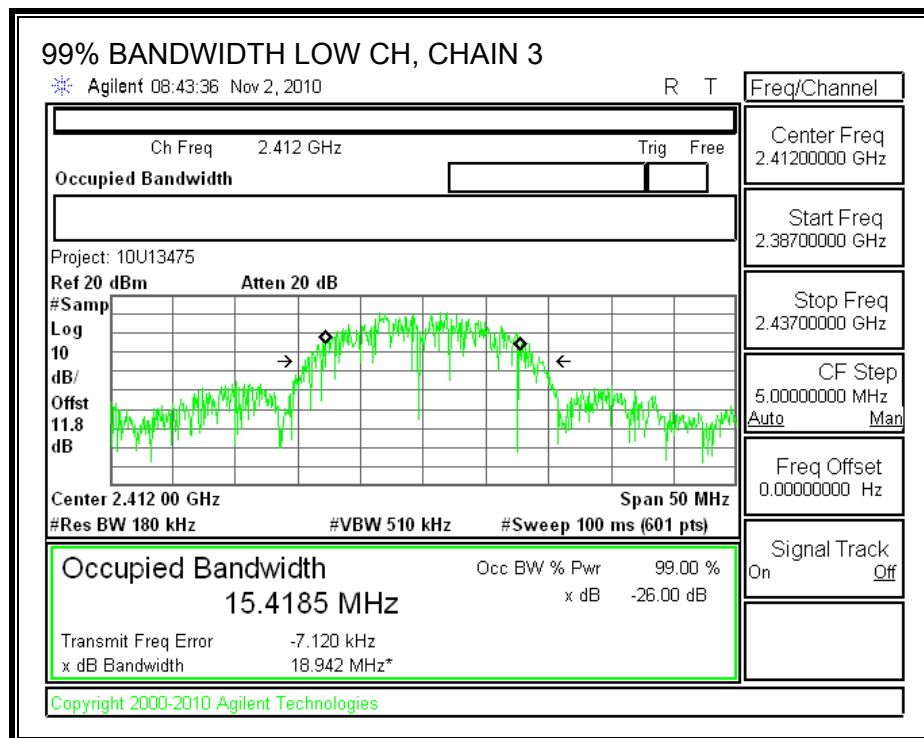 99% BANDWIDTH LOW CH, CHAIN 3
Agilent 08:43:36 Nov 2, 2010 R T
Freq/Channel
Ch Freq 2.412 GHz Trig Free
Occupied Bandwidth
Center Freq
2.41200000 GHz
Start Freq
2.38700000 GHz
Stop Freq
2.43700000 GHz
CF Step
5.00000000 MHz
Auto Man
Freq Offset
0.00000000 Hz
Signal Track
On Off
Project: 10U13475
Ref 20 dBm Atten 20 dB
#Samp
Log
10
dB/
Offst
11.8
dB
Center 2.412 00 GHz Span 50 MHz
#Res BW 180 kHz #VBW 510 kHz #Sweep 100 ms (601 pts)
Occupied Bandwidth Occ BW % Pwr 99.00 %
15.4185 MHz x dB -26.00 dB
Transmit Freq Error -7.120 kHz
x dB Bandwidth 18.942 MHz*
Copyright 2000-2010 Agilent Technologies